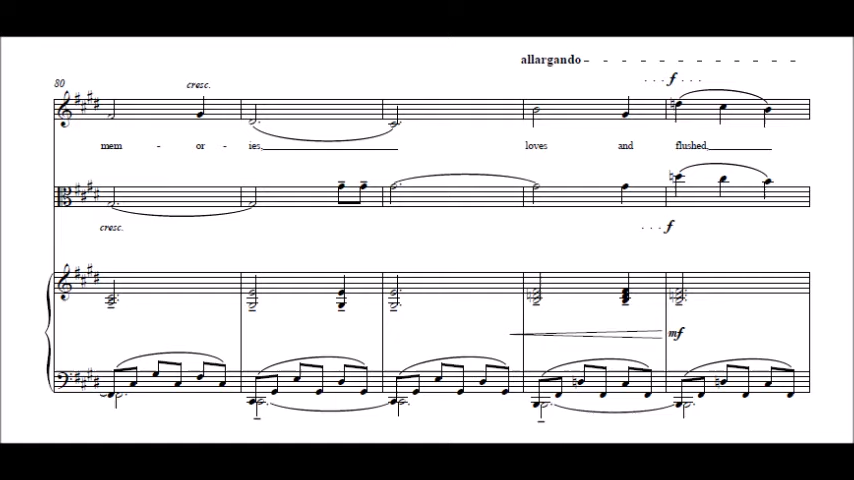 allargando
80
cresc.
f
mem - or - ies, loves and flushed,
cresc.
f
mf